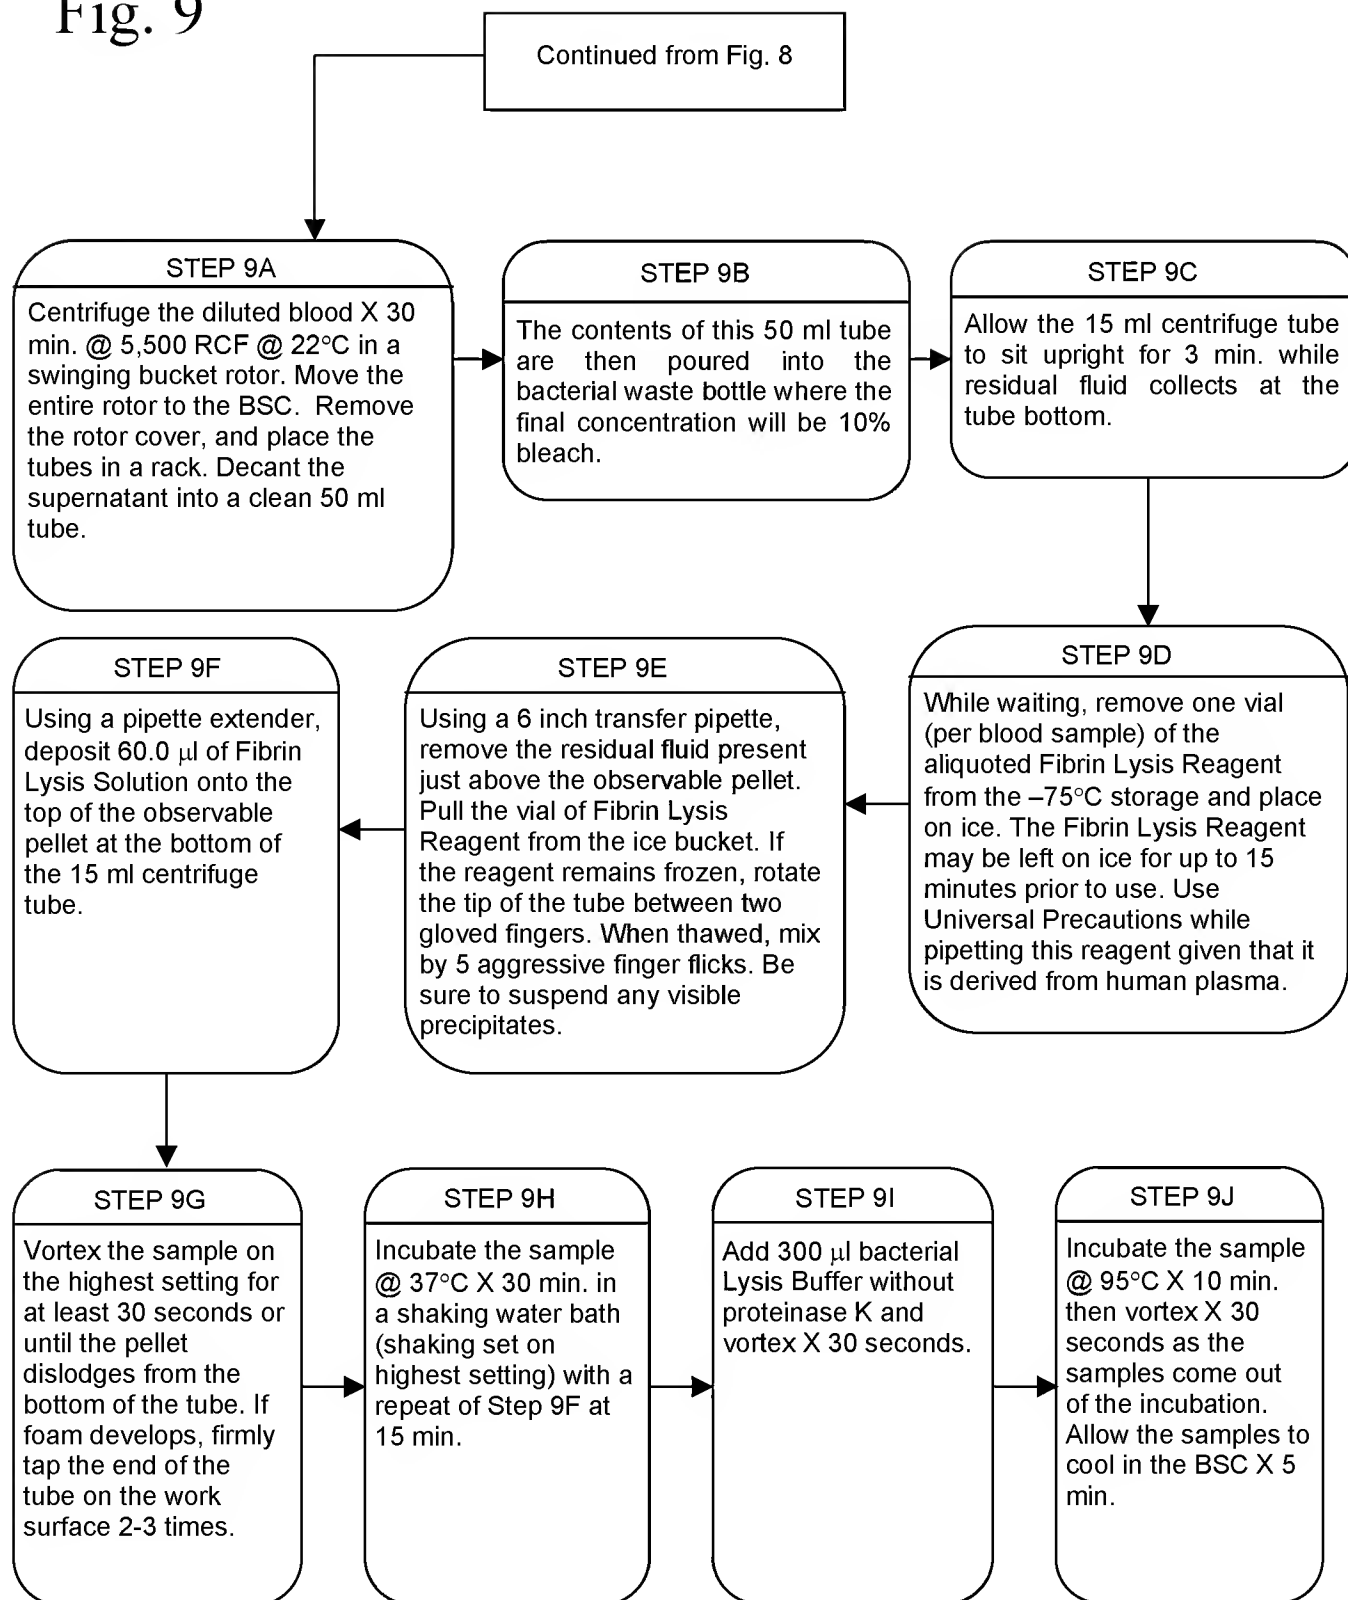 Fig. 9
Continued from Fig. 8
STEP 9A
Centrifuge the diluted blood X 30
min. @ 5,500 RCF @ 22°C in a
swinging bucket rotor. Move the
entire rotor to the BSC.  Remove
the rotor cover, and place the
tubes in a rack. Decant the
supernatant into a clean 50 ml
tube.
STEP 9B
The contents of this 50 ml tube
are then poured into the
bacterial waste bottle where the
final concentration will be 10%
bleach.
STEP 9C
Allow the 15 ml centrifuge tube
to sit upright for 3 min. while
residual fluid collects at the
tube bottom.
STEP 9D
While waiting, remove one vial
(per blood sample) of the
aliquoted Fibrin Lysis Reagent
from the –75°C storage and place
on ice. The Fibrin Lysis Reagent
may be left on ice for up to 15
minutes prior to use. Use
Universal Precautions while
pipetting this reagent given that it
is derived from human plasma.
STEP 9E
Using a 6 inch transfer pipette,
remove the residual fluid present
just above the observable pellet.
Pull the vial of Fibrin Lysis
Reagent from the ice bucket. If
the reagent remains frozen, rotate
the tip of the tube between two
gloved fingers. When thawed, mix
by 5 aggressive finger flicks. Be
sure to suspend any visible
precipitates.
STEP 9F
Using a pipette extender,
deposit 60.0 µl of Fibrin
Lysis Solution onto the
top of the observable
pellet at the bottom of
the 15 ml centrifuge
tube.
STEP 9G
Vortex the sample on
the highest setting for
at least 30 seconds or
until the pellet
dislodges from the
bottom of the tube. If
foam develops, firmly
tap the end of the
tube on the work
surface 2-3 times.
STEP 9H
Incubate the sample
@ 37°C X 30 min. in
a shaking water bath
(shaking set on
highest setting) with a
repeat of Step 9F at
15 min.
STEP 9I
Add 300 µl bacterial
Lysis Buffer without
proteinase K and
vortex X 30 seconds.
STEP 9J
Incubate the sample
@ 95°C X 10 min.
then vortex X 30
seconds as the
samples come out
of the incubation.
Allow the samples to
cool in the BSC X 5
min.